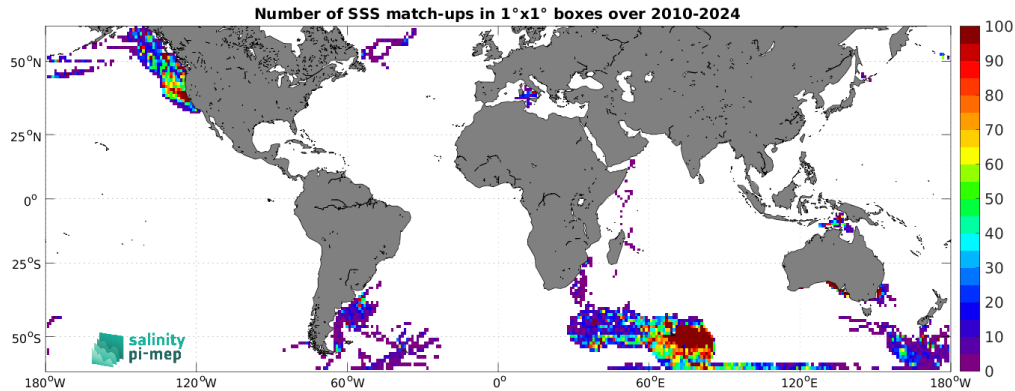 Number of SSS match-ups in 1°x1° boxes over 2010-2024
50°N
25°N
0°
25°S
50°S
180°W
120°W
60°W
0°
60°E
120°E
180°W
100
90
80
70
60
50
40
30
20
10
0
salinity
pi-mep